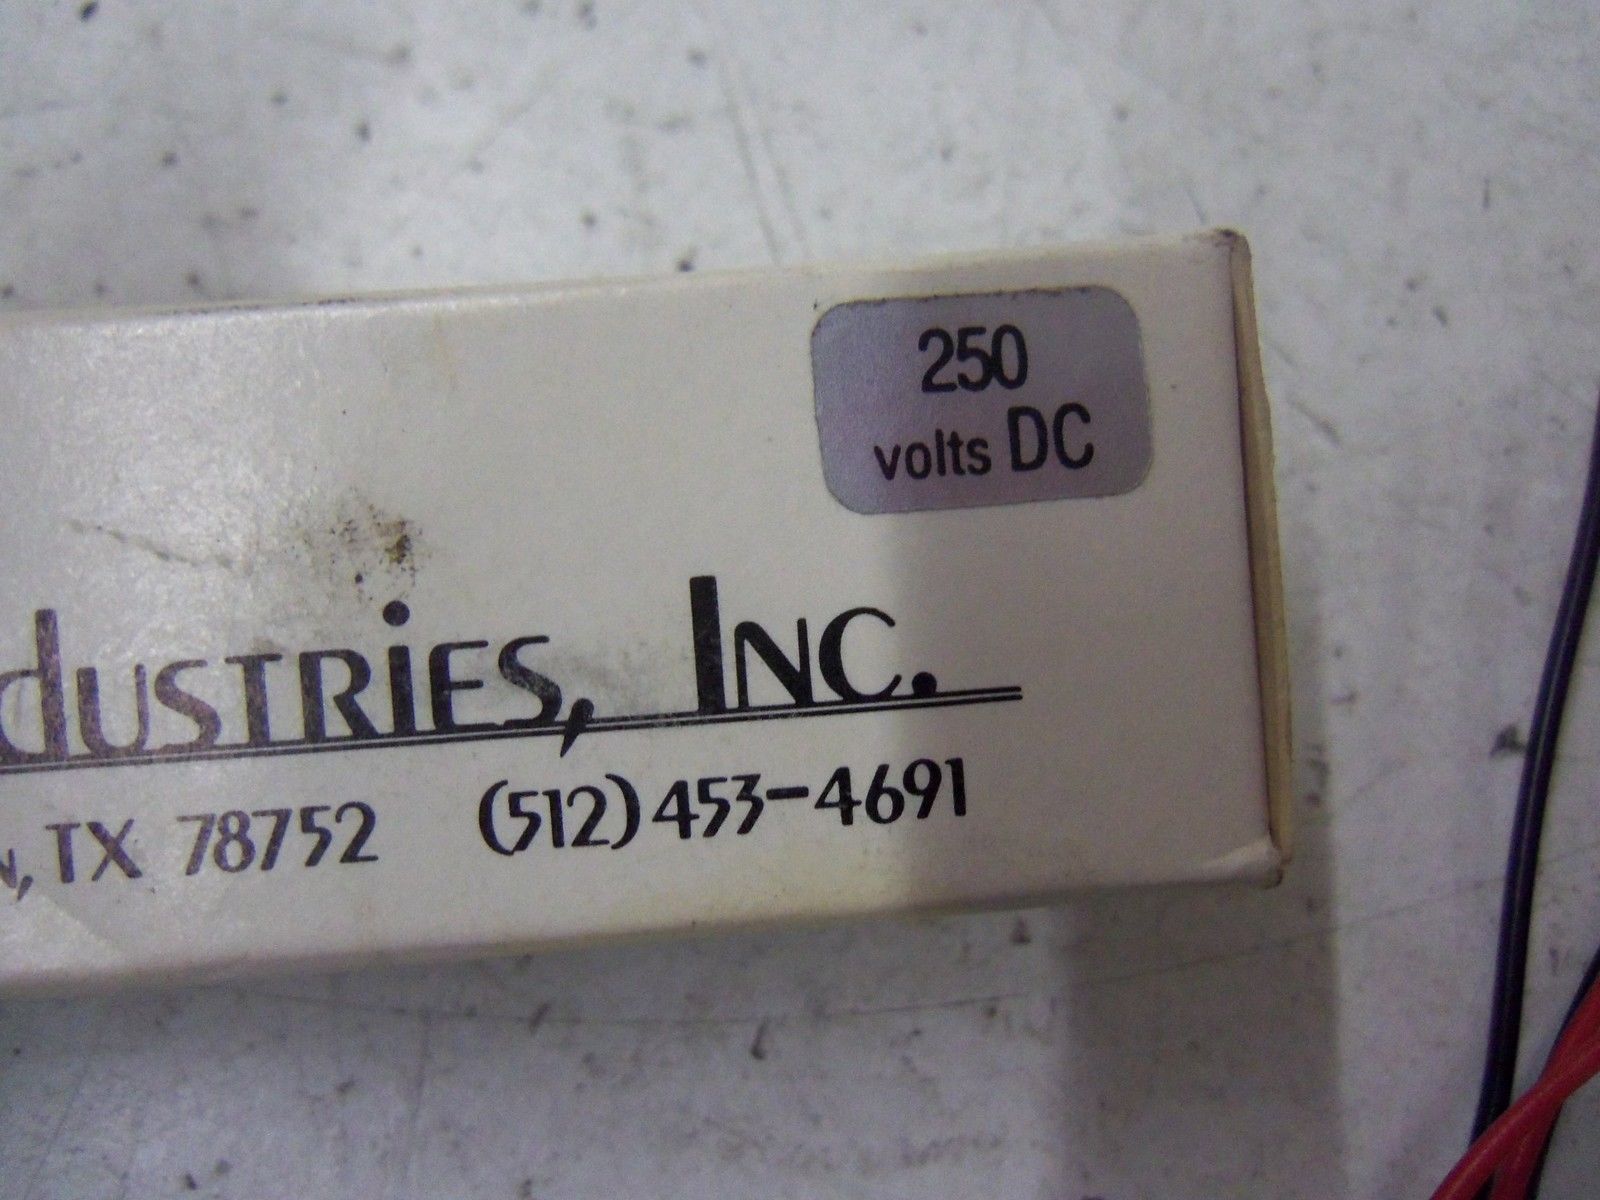 250
volts DC
dustries, Inc.
N, TX 78752 (512) 453-4691